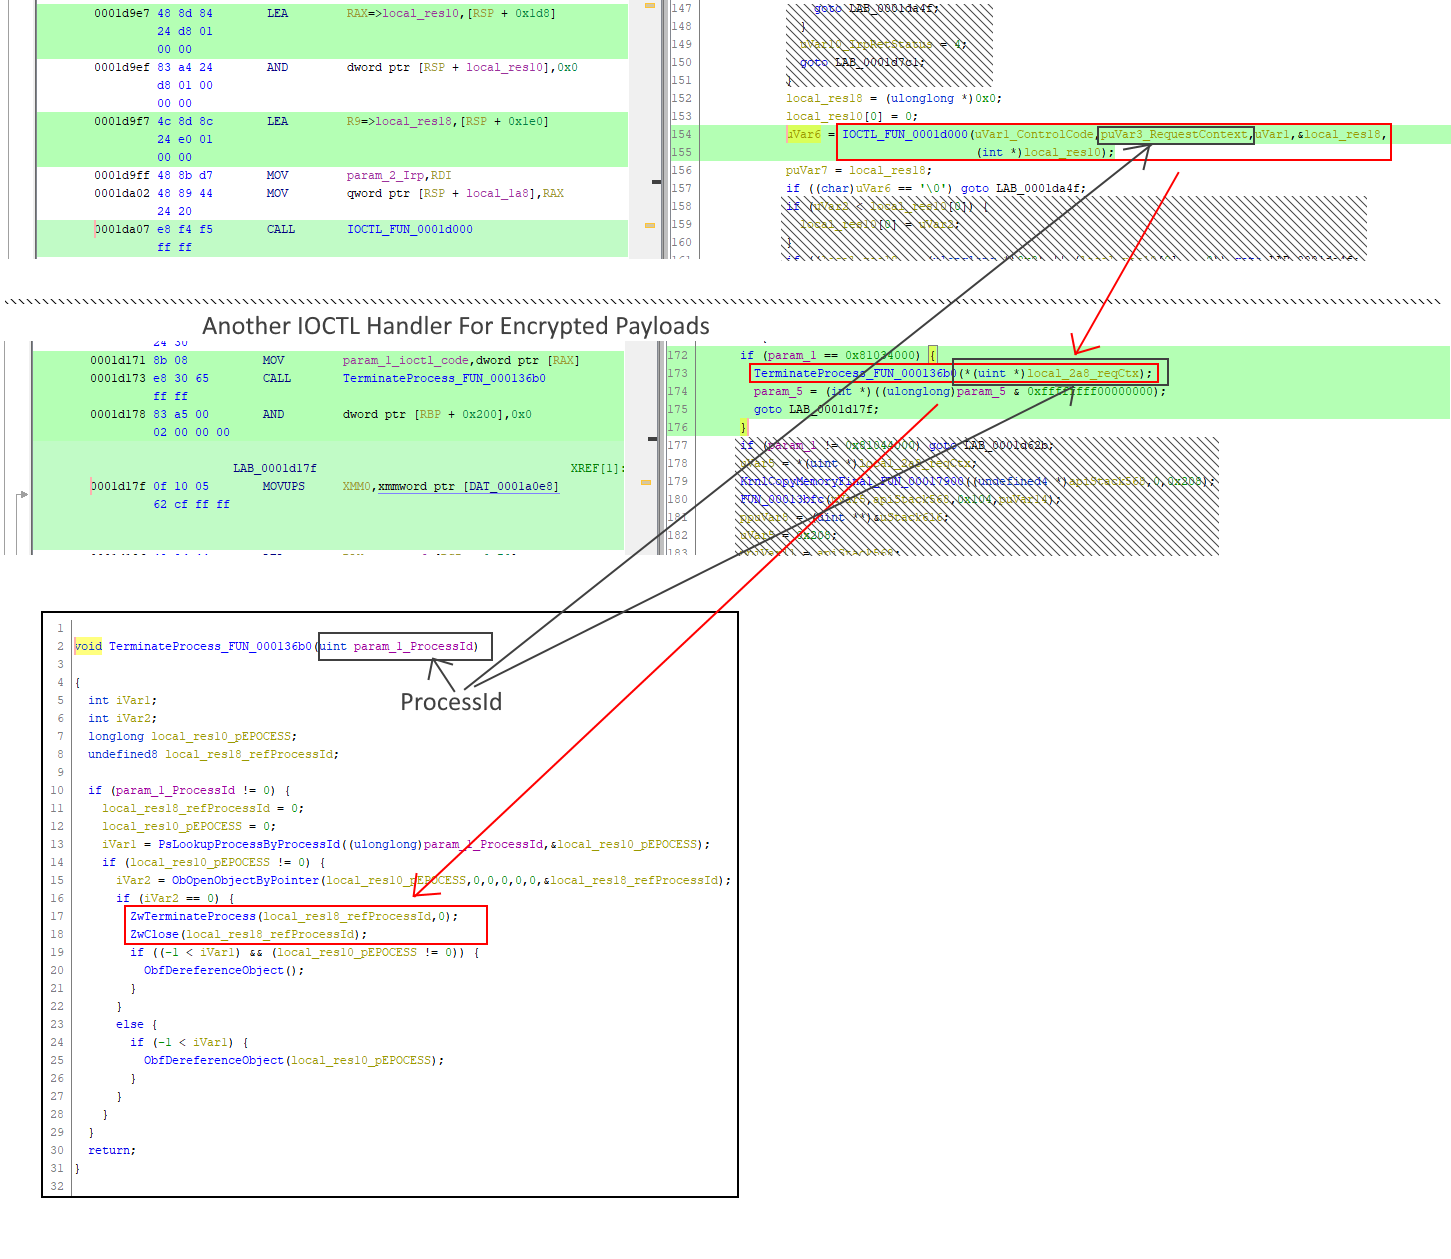 0001d9e7 48 8d 84 LEA RAX=>local_res10,[RSP + 0x1d8]
24 d8 01
00 00
0001d9ef 83 a4 24 AND dword ptr [RSP + local_res10],0x0
d8 01 00
00 00
0001d9f7 4c 8d 8c LEA R9=>local_res18,[RSP + 0x1e0]
24 e0 01
00 00
0001d9ff 48 8b d7 MOV param_2_Irp,RDI
0001da02 48 89 44 MOV qword ptr [RSP + local_1a8],RAX
24 20
0001da07 e8 f4 f5 CALL IOCTL_FUN_0001d000
ff ff
147 goto LAB_0001da4f;
148 }
149 uVar10_IrpRetStatus = 4;
150 goto LAB_0001d7c1;
151 }
152 local_res18 = (ulonglong *)0x0;
153 local_res10[0] = 0;
154 uVar6 = IOCTL_FUN_0001d000(uVar1_ControlCode,puVar3_RequestContext,uVar1,&local_res18,
155 (int *)local_res10);
156 puVar7 = local_res18;
157 if ((char)uVar6 == '\0') goto LAB_0001da4f;
158 if (uVar2 < local_res10[0]) {
159 local_res10[0] = uVar2;
160 }
Another IOCTL Handler For Encrypted Payloads
24 30
0001d171 8b 08 MOV param_1_ioctl_code,dword ptr [RAX]
0001d173 e8 30 65 CALL TerminateProcess_FUN_000136b0
ff ff
0001d178 83 a5 00 AND dword ptr [RBP + 0x200],0x0
02 00 00 00
LAB_0001d17f XREF[1]:
0001d17f 0f 10 05 MOVUPS XMM0,xmmword ptr [DAT_0001a0e8]
62 cf ff ff
172 if (param_1 == 0x81034000) {
173 TerminateProcess_FUN_000136b0(*(uint *)local_2a8_reqCtx);
174 param_5 = (int *)((ulonglong)param_5 & 0xffffffff00000000);
175 goto LAB_0001d17f;
176 }
177 if (param_1 != 0x81044000) goto LAB_0001d62b;
178 uVar5 = *(uint *)local_2a8_reqCtx;
179 KrnlCopyMemoryFinal_FUN_00017900((undefined4 *)apiStack568,0,0x208);
180 FUN_00013bfc(uVar5,apiStack568,0x104,puVar14);
181 ppuVar8 = (uint **)&uStack616;
182 uVar5 = 0x208;
183
1
2 void TerminateProcess_FUN_000136b0(uint param_1_ProcessId)
3
4 {
5 int iVar1;
6 int iVar2;
7 longlong local_res10_pEPOCESS;
8 undefined8 local_res18_refProcessId;
9
10 if (param_1_ProcessId != 0) {
11 local_res18_refProcessId = 0;
12 local_res10_pEPOCESS = 0;
13 iVar1 = PsLookupProcessByProcessId((ulonglong)param_1_ProcessId,&local_res10_pEPOCESS);
14 if (local_res10_pEPOCESS != 0) {
15 iVar2 = ObOpenObjectByPointer(local_res10_pEPOCESS,0,0,0,0,0,&local_res18_refProcessId);
16 if (iVar2 == 0) {
17 ZwTerminateProcess(local_res18_refProcessId,0);
18 ZwClose(local_res18_refProcessId);
19 if ((-1 < iVar1) && (local_res10_pEPOCESS != 0)) {
20 ObfDereferenceObject();
21 }
22 }
23 else {
24 if (-1 < iVar1) {
25 ObfDereferenceObject(local_res10_pEPOCESS);
26 }
27 }
28 }
29 }
30 return;
31 }
32
ProcessId